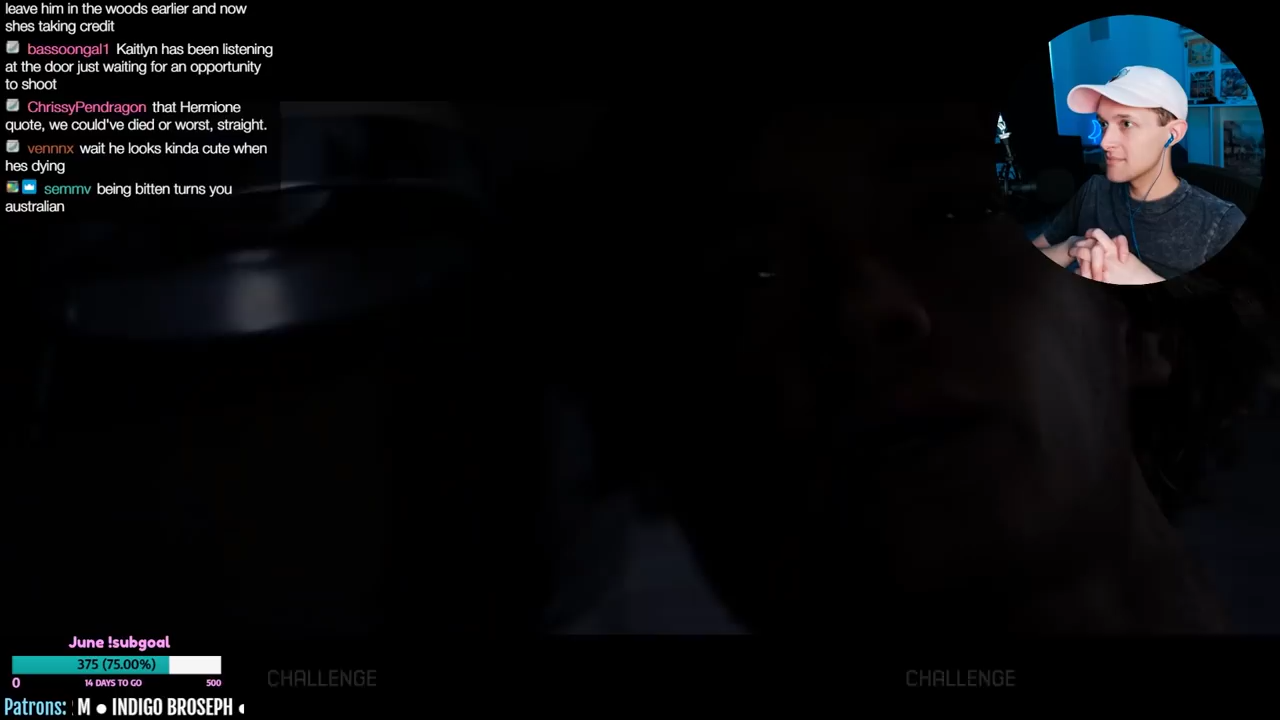 leave him in the woods earlier and now
shes taking credit
bassoongal1 Kaitlyn has been listening
at the door just waiting for an opportunity
to shoot
ChrissyPendragon that Hermione
quote, we could've died or worst, straight.
vennnx wait he looks kinda cute when
hes dying
semmv being bitten turns you
australian
June !subgoal
375 (75.00%)
0 14 DAYS TO GO 500
CHALLENGE CHALLENGE
Patrons: M ● INDIGO BROSEPH